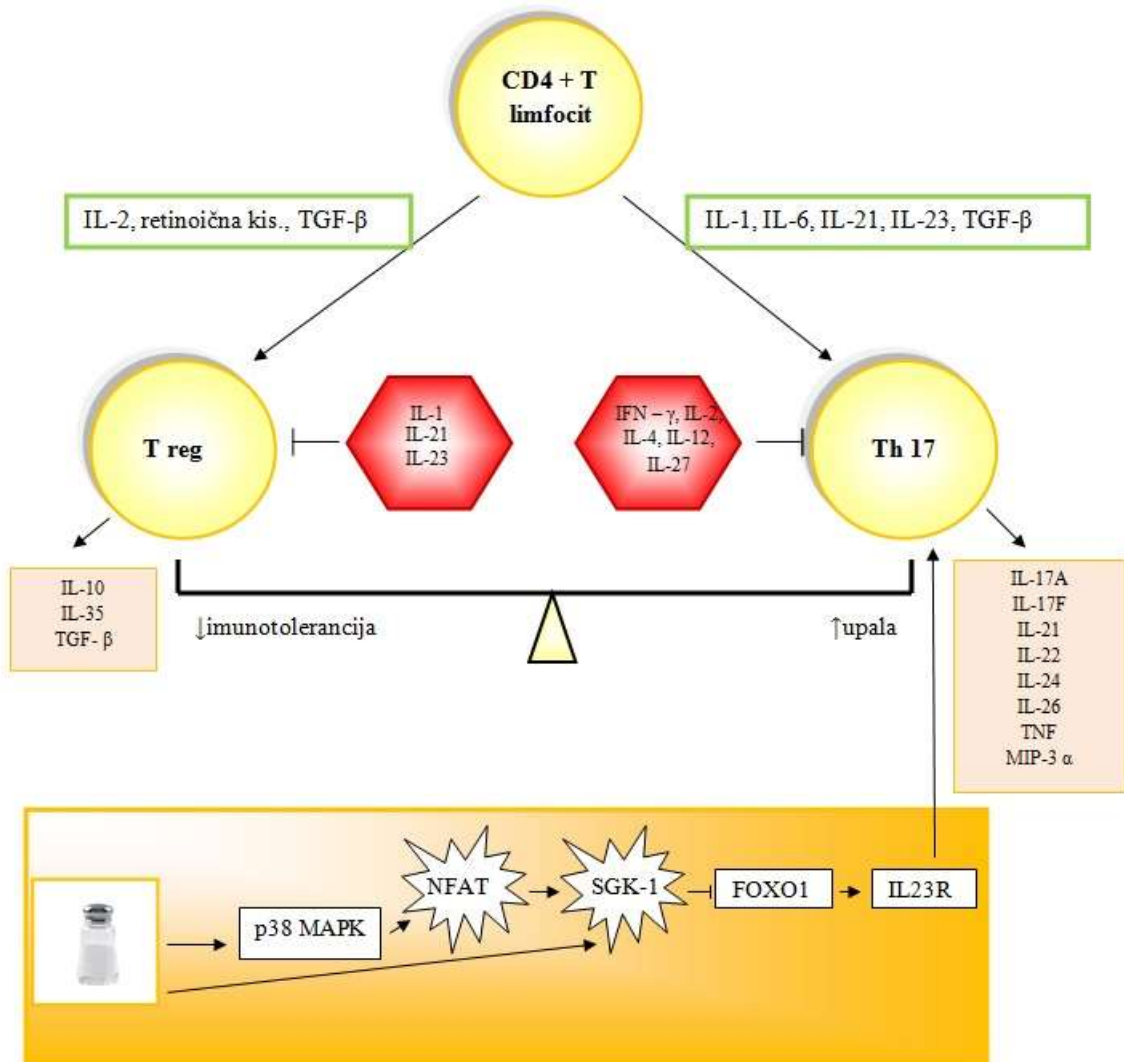 CD4 + T
limfocit
IL-2, retinoična kis., TGF-β
IL-1, IL-6, IL-21, IL-23, TGF-β
T reg
IL-1
IL-21
IL-23
IFN – γ, IL-2,
IL-4, IL-12,
IL-27
Th 17
IL-10
IL-35
TGF- β
↓imunotolerancija
↑upala
IL-17A
IL-17F
IL-21
IL-22
IL-24
IL-26
TNF
MIP-3 α
p38 MAPK
NFAT
SGK-1
FOXO1
IL23R